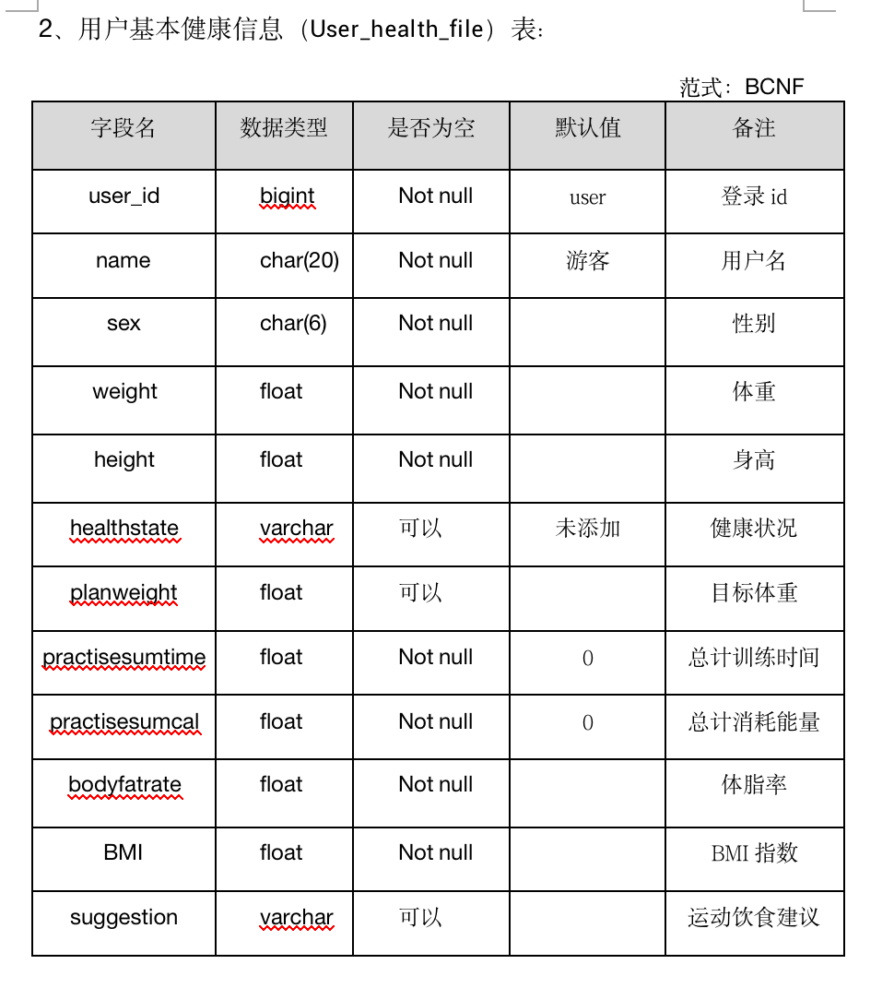 2、用户基本健康信息（User_health_file）表：
范式：BCNF
字段名 数据类型 是否为空 默认值 备注
user_id bigint Not null user 登录 id
name char(20) Not null 游客 用户名
sex char(6) Not null 性别
weight float Not null 体重
height float Not null 身高
healthstate varchar 可以 未添加 健康状况
planweight float 可以 目标体重
practisesumtime float Not null 0 总计训练时间
practisesumcal float Not null 0 总计消耗能量
bodyfatrate float Not null 体脂率
BMI float Not null BMI 指数
suggestion varchar 可以 运动饮食建议